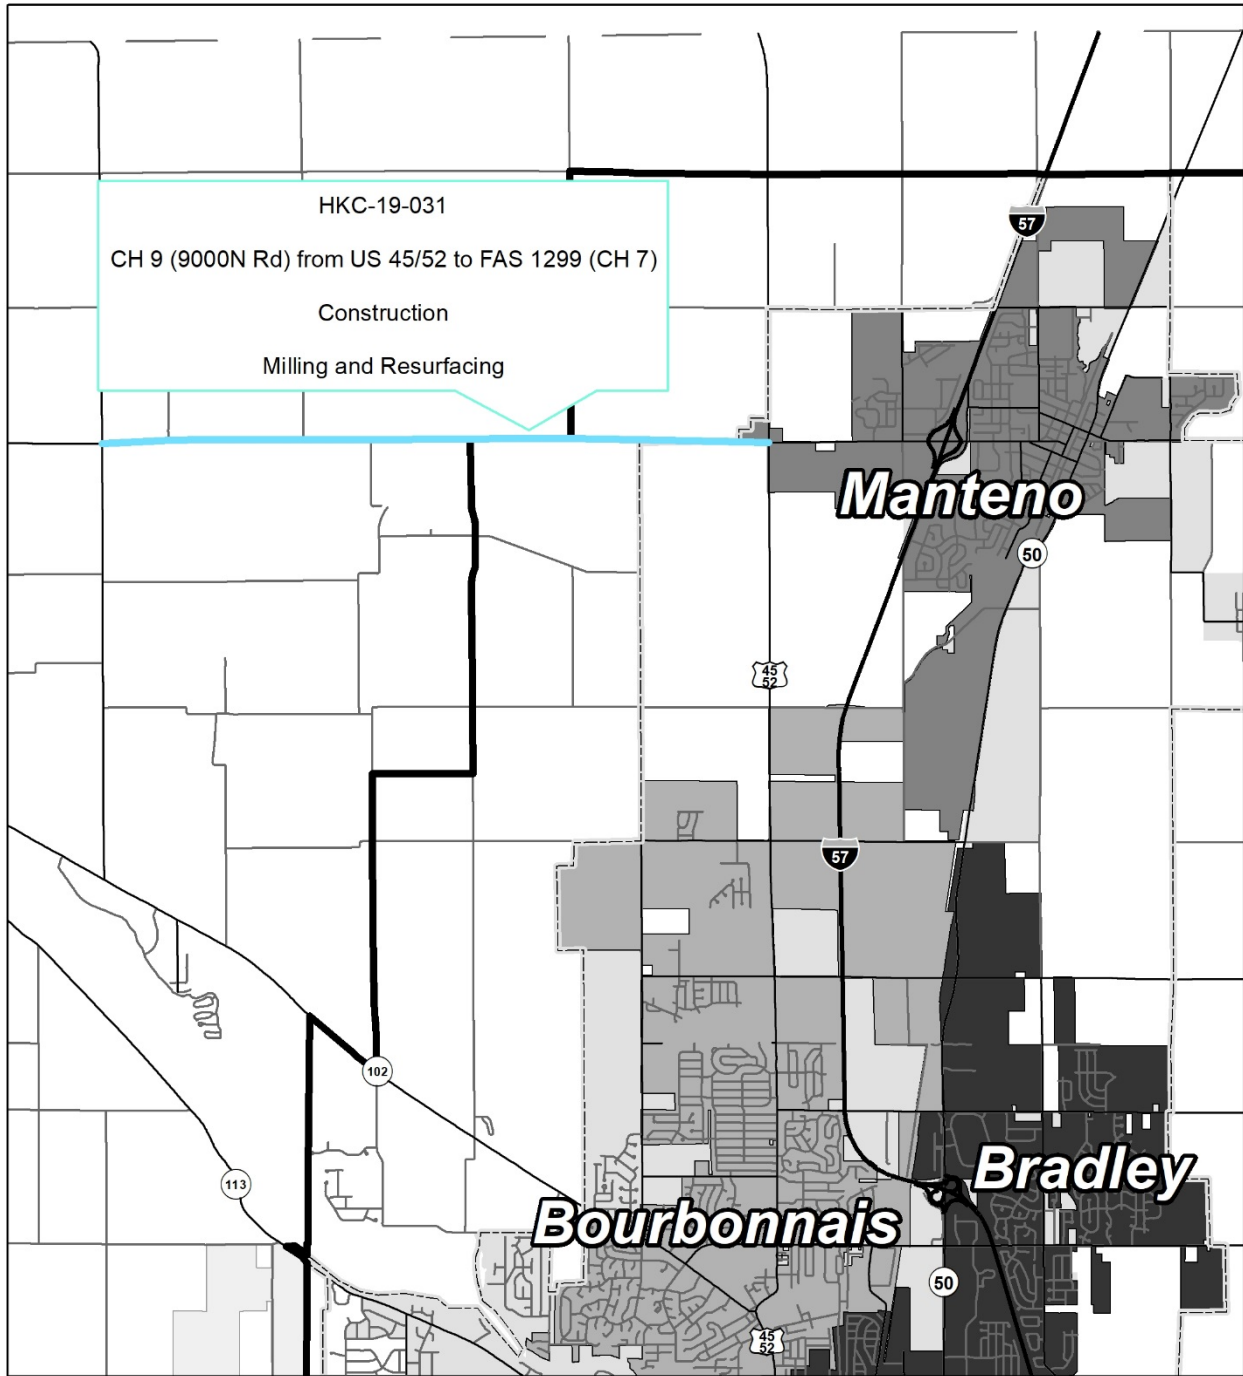 HKC-19-031
CH 9 (9000N Rd) from US 45/52 to FAS 1299 (CH 7)
Construction
Milling and Resurfacing
57
Manteno
50
45
52
57
102
113
Bradley
Bourbonnais
50
45
52